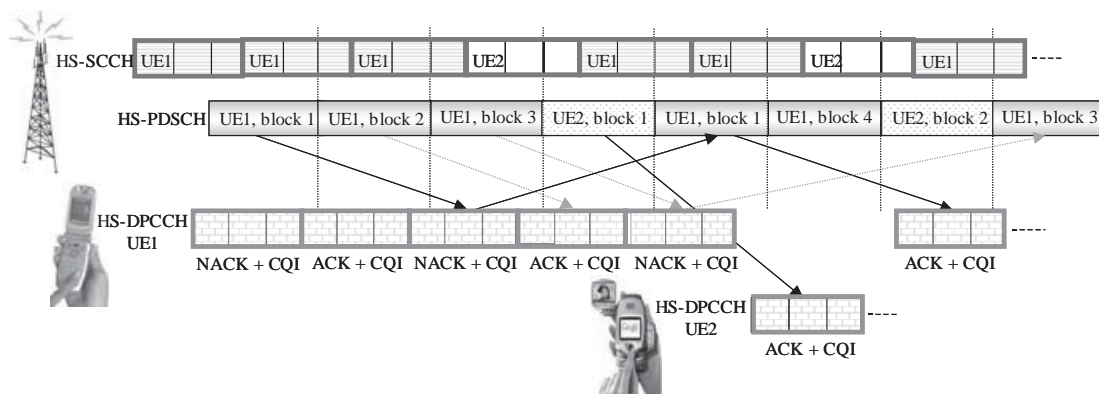 HS-SCCH UE1 UE1 UE1 UE2 UE1 UE1 UE2 UE1
HS-PDSCH UE1, block 1 UE1, block 2 UE1, block 3 UE2, block 1 UE1, block 1 UE1, block 4 UE2, block 2 UE1, block 3
HS-DPCCH
UE1
NACK + CQI ACK + CQI NACK + CQI ACK + CQI NACK + CQI ACK + CQI
HS-DPCCH
UE2
ACK + CQI